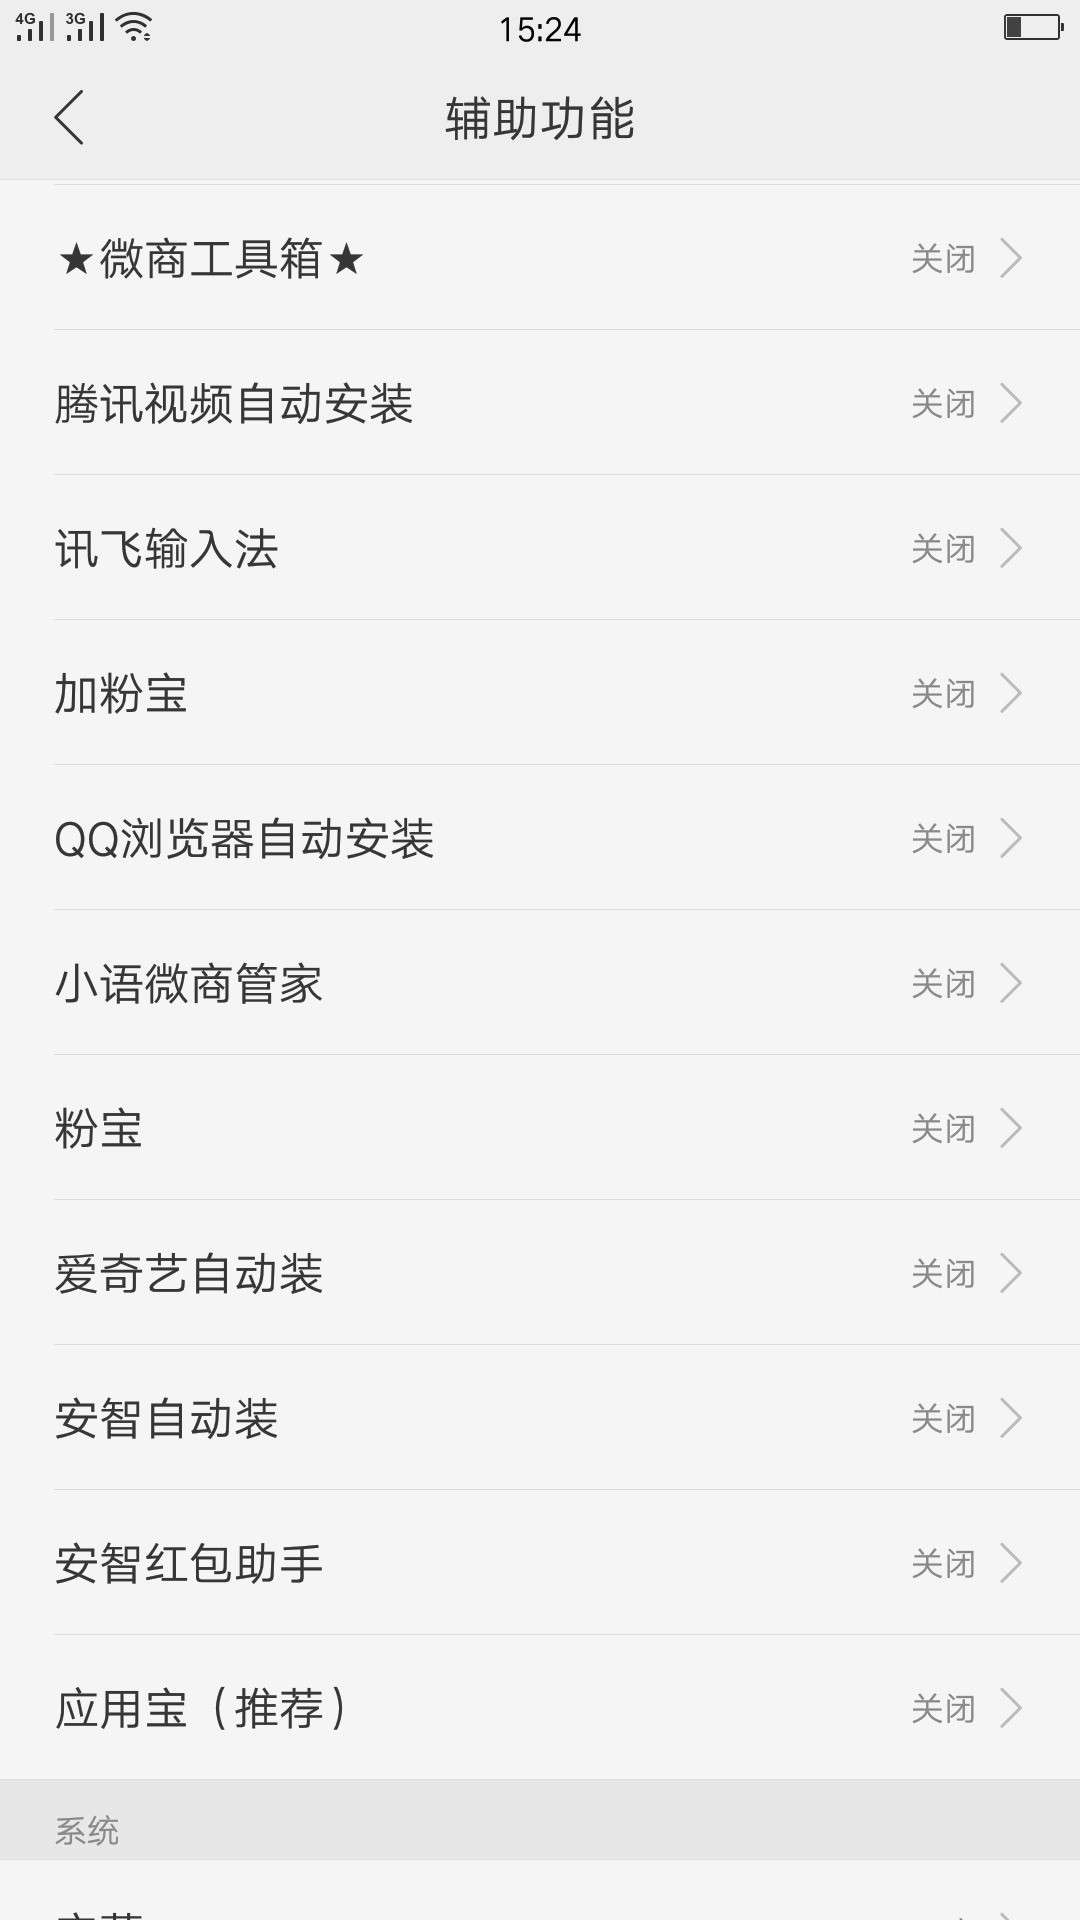 4G 3G 15:24
辅助功能
★微商工具箱★ 关闭
腾讯视频自动安装 关闭
讯飞输入法 关闭
加粉宝 关闭
QQ浏览器自动安装 关闭
小语微商管家 关闭
粉宝 关闭
爱奇艺自动装 关闭
安智自动装 关闭
安智红包助手 关闭
应用宝（推荐） 关闭
系统